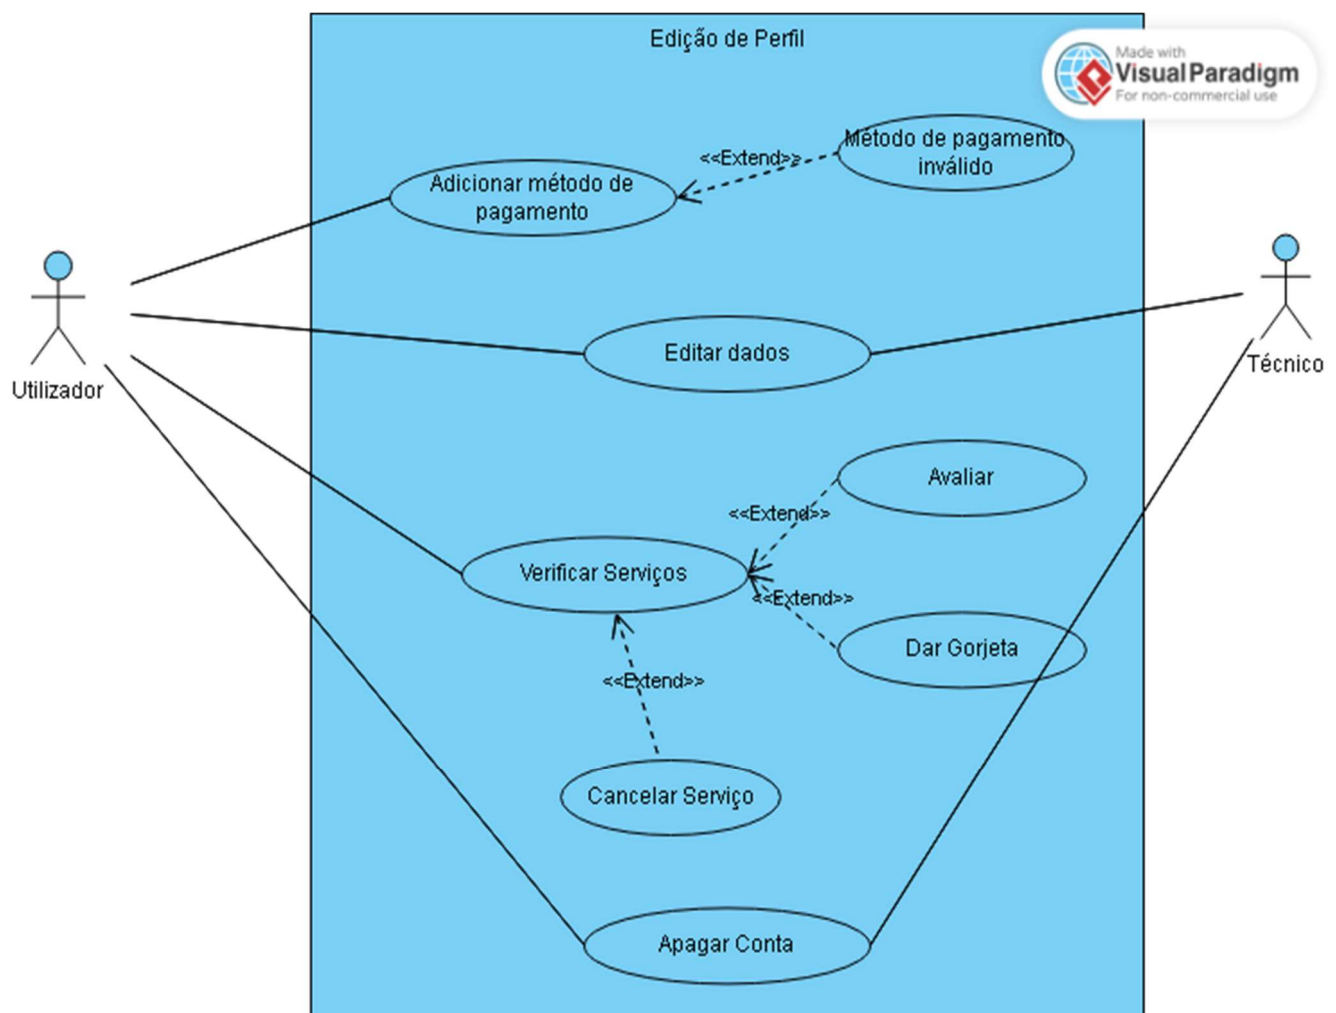 Edição de Perfil
Made with
Visual Paradigm
For non-commercial use
Método de pagamento
inválido
<<Extend>>
Adicionar método de
pagamento
Editar dados
Utilizador
Técnico
Avaliar
<<Extend>>
Verificar Serviços
<<Extend>>
Dar Gorjeta
<<Extend>>
Cancelar Serviço
Apagar Conta